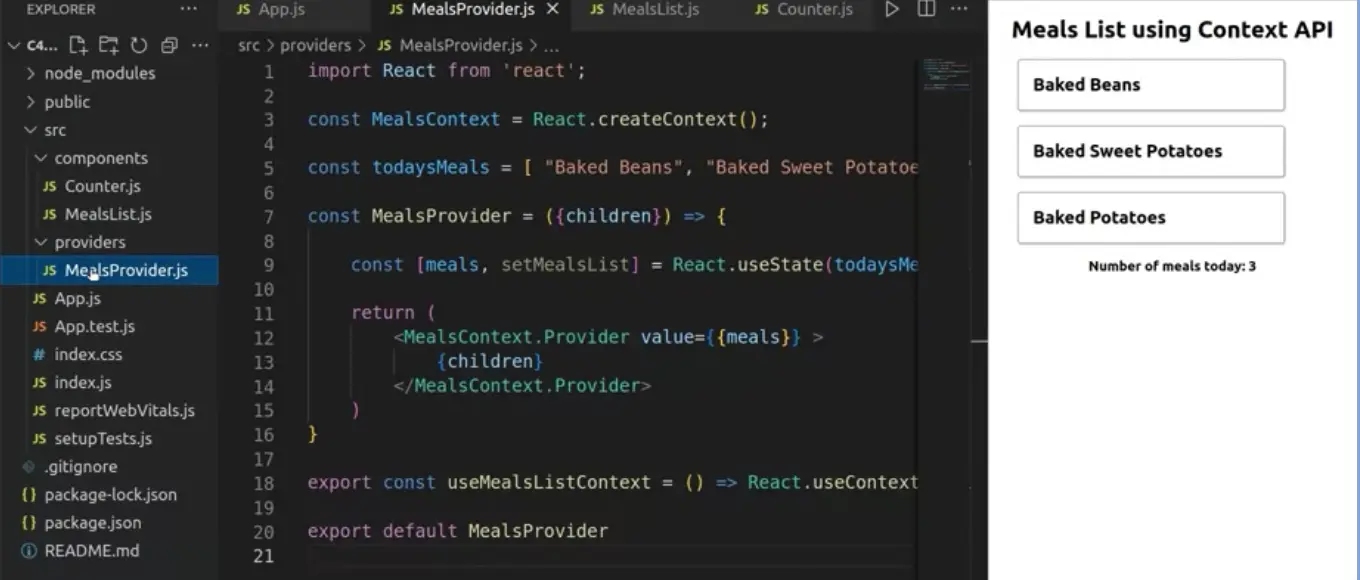 EXPLORER ...
C4... ...
node_modules
public
src
components
JS Counter.js
JS MealsList.js
providers
JS MealsProvider.js
JS App.js
JS App.test.js
# index.css
JS index.js
JS reportWebVitals.js
JS setupTests.js
.gitignore
{} package-lock.json
{} package.json
README.md
JS App.js JS MealsProvider.js JS MealsList.js JS Counter.js ...
src > providers > JS MealsProvider.js > ...
1 import React from 'react';
2
3 const MealsContext = React.createContext();
4
5 const todaysMeals = [ "Baked Beans", "Baked Sweet Potatoe
6
7 const MealsProvider = ({children}) => {
8
9 const [meals, setMealsList] = React.useState(todaysMe
10
11 return (
12 <MealsContext.Provider value={{meals}} >
13 {children}
14 </MealsContext.Provider>
15 )
16 }
17
18 export const useMealsListContext = () => React.useContext
19
20 export default MealsProvider
21
Meals List using Context API
Baked Beans
Baked Sweet Potatoes
Baked Potatoes
Number of meals today: 3